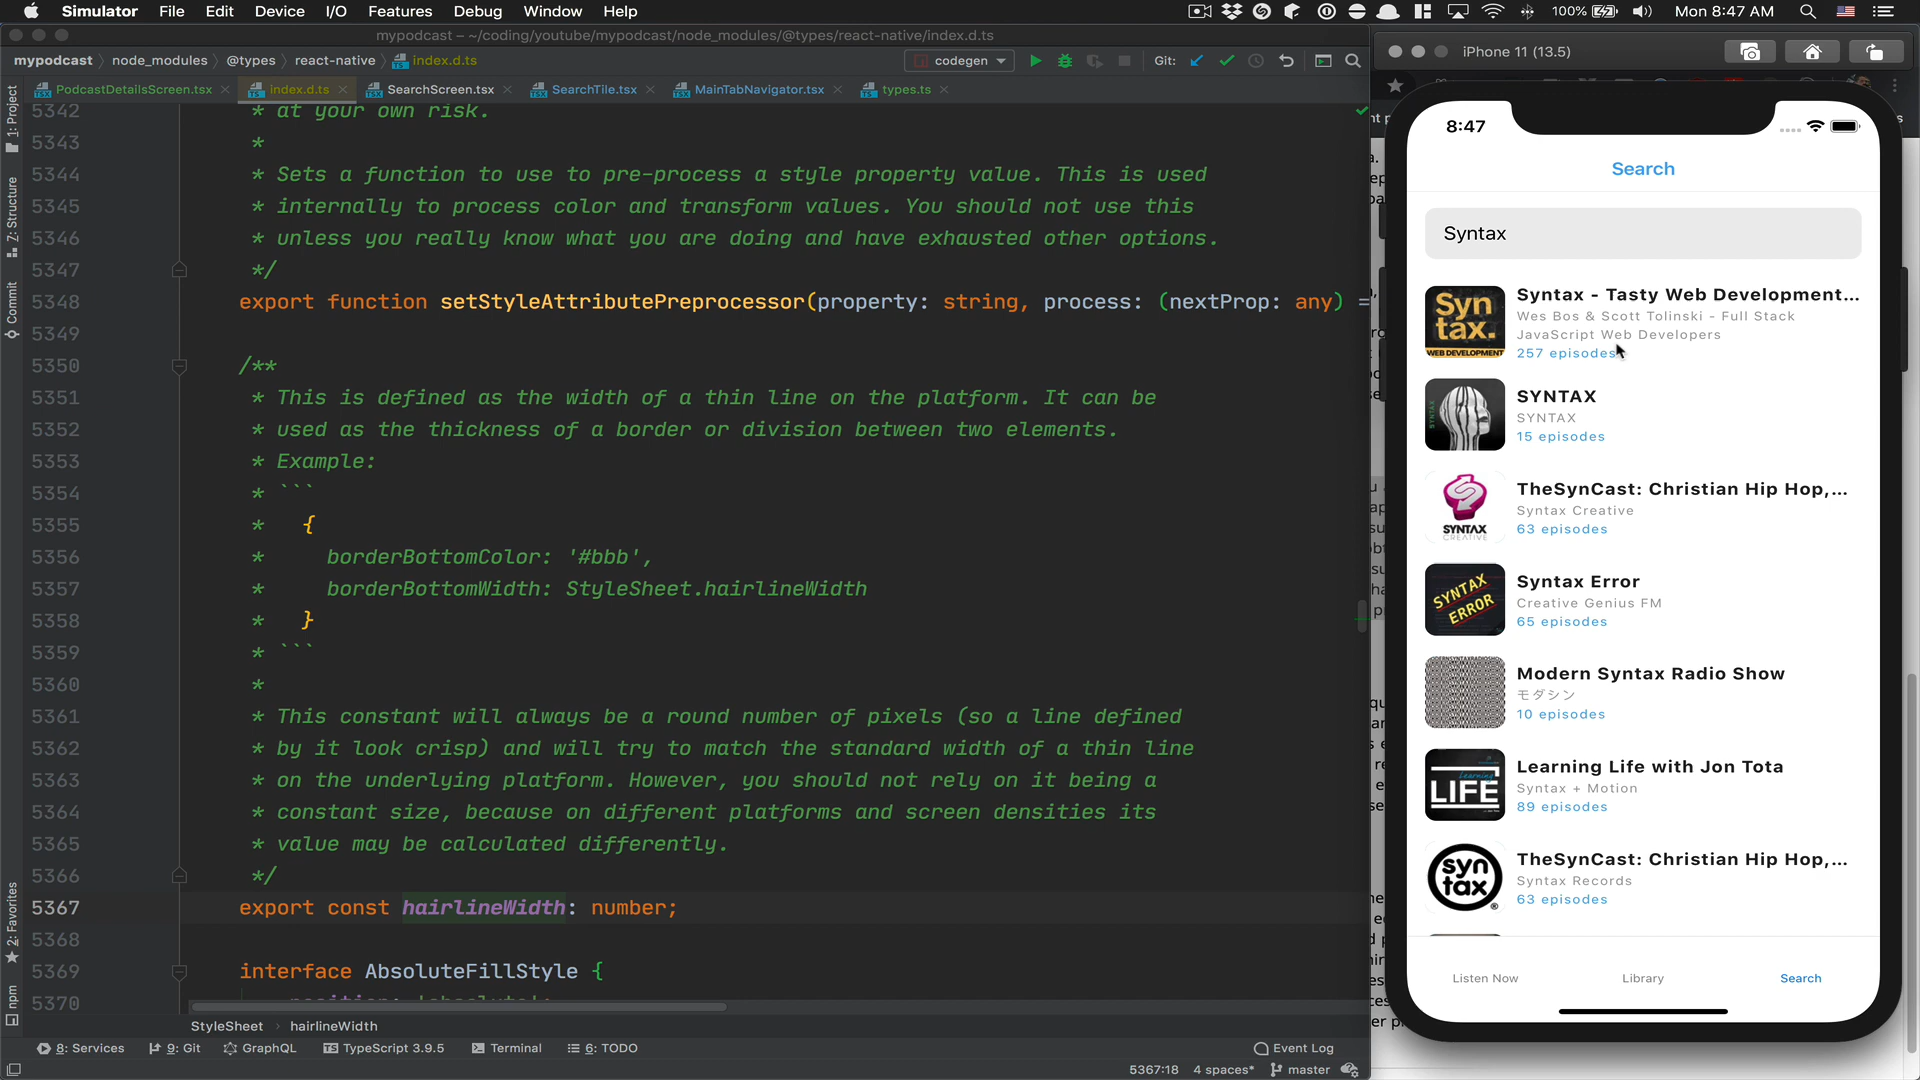 Simulator File Edit Device I/O Features Debug Window Help 100% Mon 8:47 AM
mypodcast – ~/coding/youtube/mypodcast/node_modules/@types/react-native/index.d.ts
mypodcast node_modules @types react-native index.d.ts codegen Git:
PodcastDetailsScreen.tsx index.d.ts SearchScreen.tsx SearchTile.tsx MainTabNavigator.tsx types.ts
1: Project
7: Structure
Commit
2: Favorites
npm
5342 * at your own risk.
5343 *
5344 * Sets a function to use to pre-process a style property value. This is used
5345 * internally to process color and transform values. You should not use this
5346 * unless you really know what you are doing and have exhausted other options.
5347 */
5348 export function setStyleAttributePreprocessor(property: string, process: (nextProp: any) =
5349
5350 /**
5351 * This is defined as the width of a thin line on the platform. It can be
5352 * used as the thickness of a border or division between two elements.
5353 * Example:
5354 * ```
5355 * {
5356 * borderBottomColor: '#bbb',
5357 * borderBottomWidth: StyleSheet.hairlineWidth
5358 * }
5359 * ```
5360 *
5361 * This constant will always be a round number of pixels (so a line defined
5362 * by it look crisp) and will try to match the standard width of a thin line
5363 * on the underlying platform. However, you should not rely on it being a
5364 * constant size, because on different platforms and screen densities its
5365 * value may be calculated differently.
5366 */
5367 export const hairlineWidth: number;
5368
5369 interface AbsoluteFillStyle {
5370
StyleSheet hairlineWidth
8: Services 9: Git GraphQL TypeScript 3.9.5 Terminal 6: TODO Event Log
5367:18 4 spaces* master
iPhone 11 (13.5)
8:47
Search
Syntax
Syn
tax.
WEB DEVELOPMENT
Syntax - Tasty Web Development...
Wes Bos & Scott Tolinski - Full Stack
JavaScript Web Developers
257 episodes
SYNTAX
SYNTAX
15 episodes
SYNTAX
CREATIVE
TheSynCast: Christian Hip Hop,...
Syntax Creative
63 episodes
SYNTAX
ERROR
Syntax Error
Creative Genius FM
65 episodes
Modern Syntax Radio Show
モダシン
10 episodes
Learning
LIFE
Learning Life with Jon Tota
Syntax + Motion
89 episodes
syn
tax
TheSynCast: Christian Hip Hop,...
Syntax Records
63 episodes
Listen Now Library Search